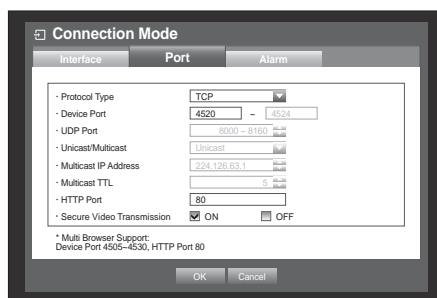 Connection Mode
Interface Port Alarm
· Protocol Type TCP
· Device Port 4520 ~ 4524
· UDP Port 8000 ~ 8160
· Unicast/Multicast Unicast
· Multicast IP Address 224.126.63.1
· Multicast TTL 5
· HTTP Port 80
· Secure Video Transmission ON OFF
* Multi Browser Support:
Device Port 4505~4530, HTTP Port 80
OK Cancel